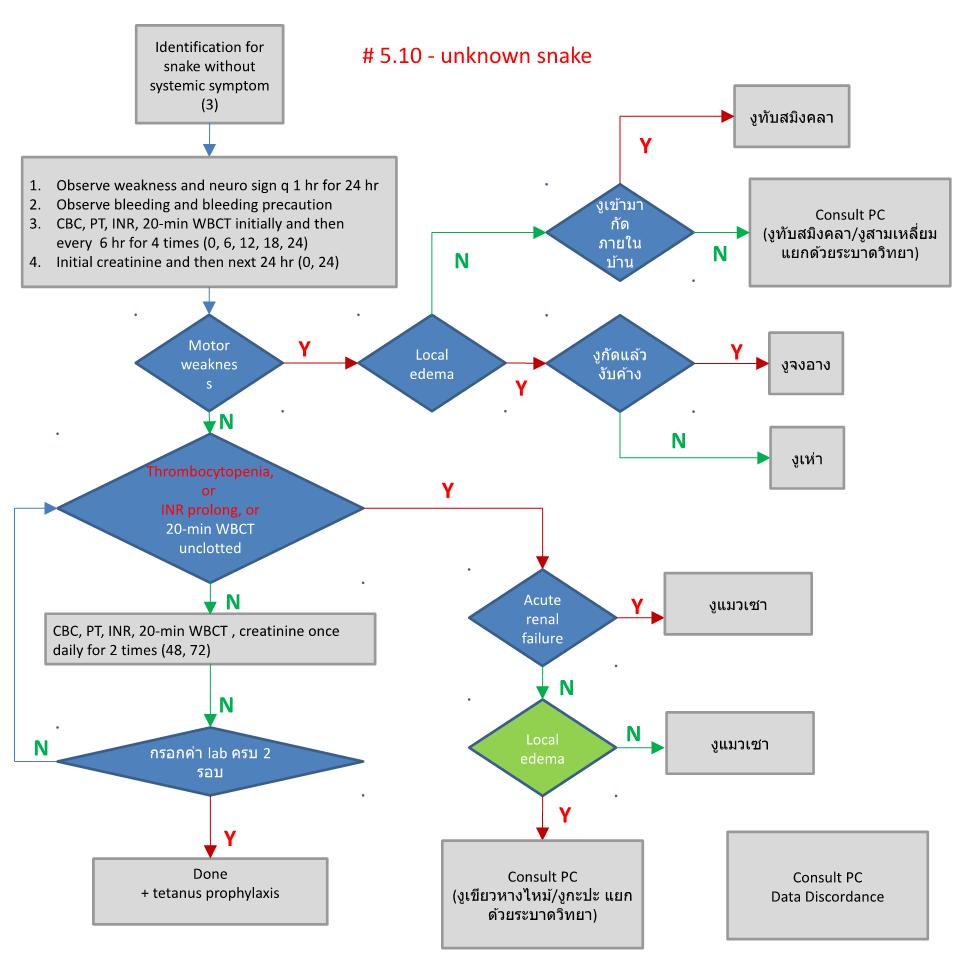 # 5.10 - unknown snake
Identification for
snake without
systemic symptom
(3)
1. Observe weakness and neuro sign q 1 hr for 24 hr
2. Observe bleeding and bleeding precaution
3. CBC, PT, INR, 20-min WBCT initially and then
every 6 hr for 4 times (0, 6, 12, 18, 24)
4. Initial creatinine and then next 24 hr (0, 24)
Motor
weaknes
s
Y
N
Local
edema
N
Y
งูเข้ามา
กัด
ภายใน
บ้าน
Y
N
งูทับสมิงคลา
Consult PC
(งูทับสมิงคลา/งูสามเหลี่ยม
แยกด้วยระบาดวิทยา)
งูกัดแล้ว
งับค้าง
Y
N
งูจงอาง
งูเห่า
Thrombocytopenia,
or
INR prolong, or
20-min WBCT
unclotted
Y
N
CBC, PT, INR, 20-min WBCT , creatinine once
daily for 2 times (48, 72)
N
กรอกค่า lab ครบ 2
รอบ
N
Y
Done
+ tetanus prophylaxis
Acute
renal
failure
Y
N
งูแมวเซา
Local
edema
N
Y
งูแมวเซา
Consult PC
(งูเขียวหางไหม้/งูกะปะ แยก
ด้วยระบาดวิทยา)
Consult PC
Data Discordance